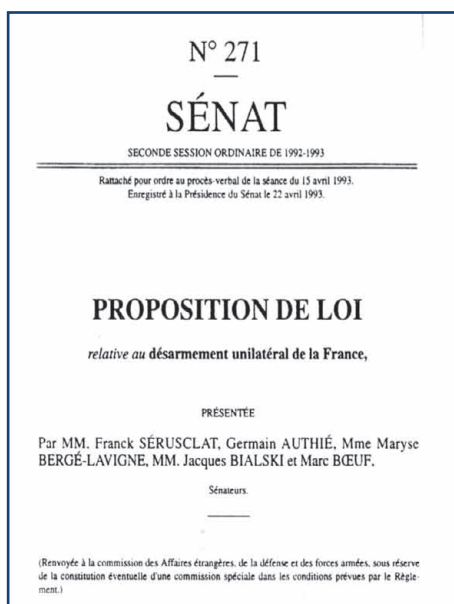 N° 271
SÉNAT
SECONDE SESSION ORDINAIRE DE 1992-1993
Rattaché pour ordre au procès-verbal de la séance du 15 avril 1993.
Enregistré à la Présidence du Sénat le 22 avril 1993.
PROPOSITION DE LOI
relative au désarmement unilatéral de la France,
PRÉSENTÉE
Par MM. Franck SÉRUSCLAT, Germain AUTHIÉ, Mme Maryse
BERGÉ-LAVIGNE, MM. Jacques BIALSKI et Marc BŒUF,
Sénateurs.
(Renvoyée à la commission des Affaires étrangères, de la défense et des forces armées, sous réserve
de la constitution éventuelle d'une commission spéciale dans les conditions prévues par le Règle-
ment.)